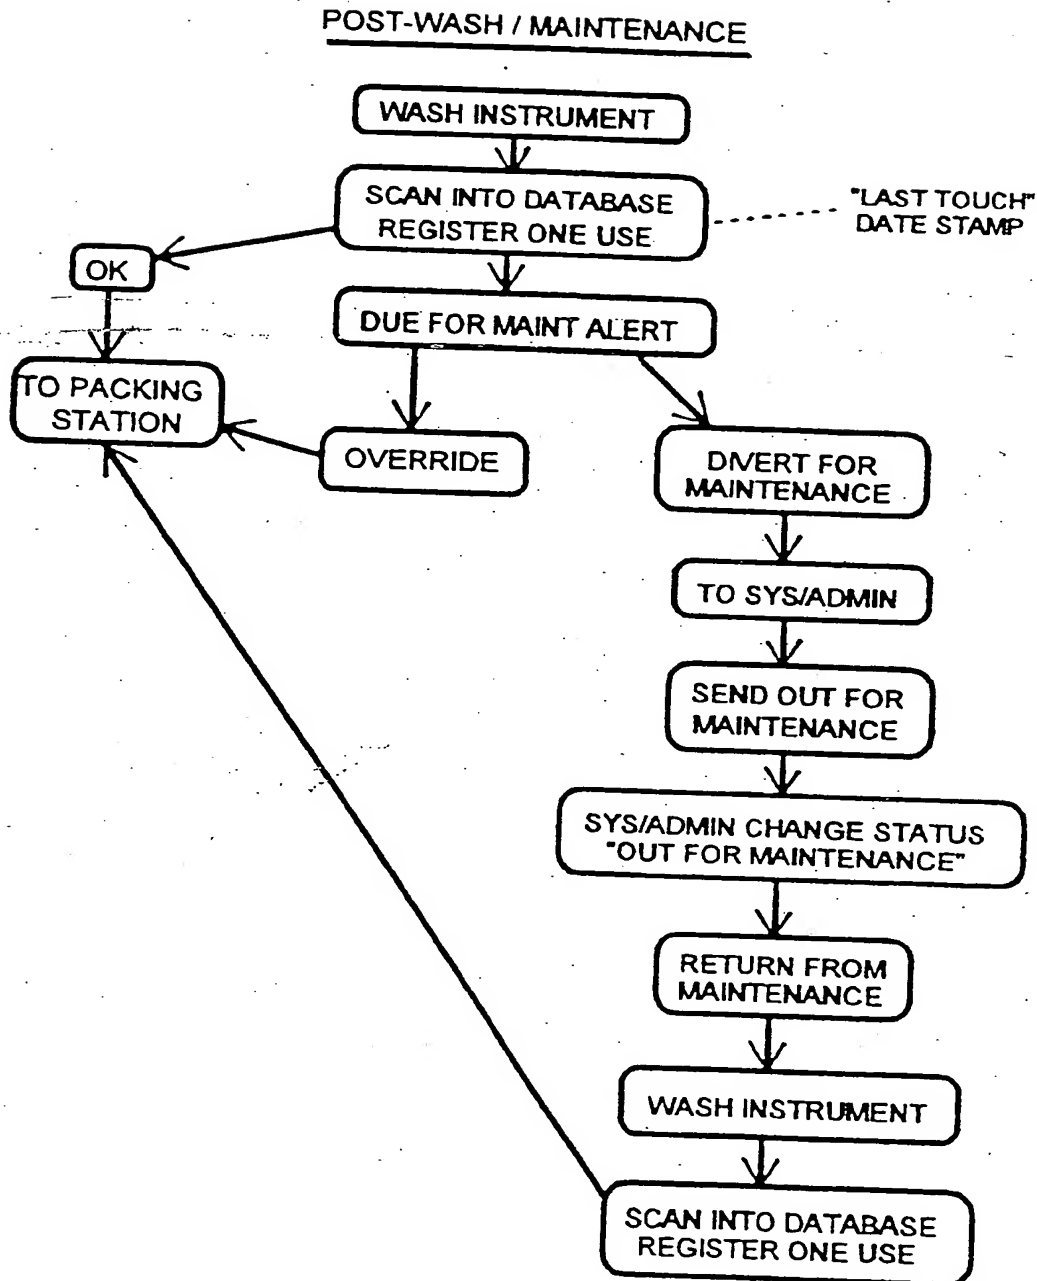 POST-WASH / MAINTENANCE
WASH INSTRUMENT
SCAN INTO DATABASE
REGISTER ONE USE
"LAST TOUCH"
DATE STAMP
OK
DUE FOR MAINT ALERT
TO PACKING
STATION
OVERRIDE
DIVERT FOR
MAINTENANCE
TO SYS/ADMIN
SEND OUT FOR
MAINTENANCE
SYS/ADMIN CHANGE STATUS
"OUT FOR MAINTENANCE"
RETURN FROM
MAINTENANCE
WASH INSTRUMENT
SCAN INTO DATABASE
REGISTER ONE USE